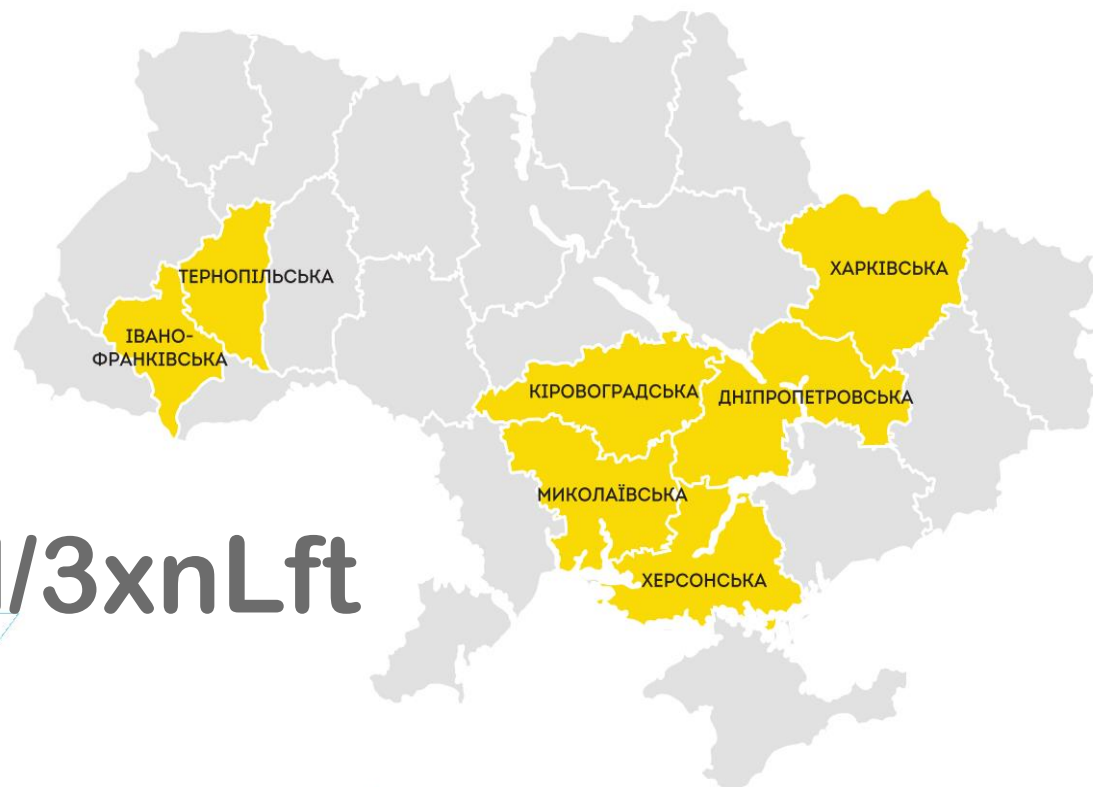 ХАРКІВСЬКА
ТЕРНОПІЛЬСЬКА
ІВАНО-
ФРАНКІВСЬКА
КІРОВОГРАДСЬКА
ДНІПРОПЕТРОВСЬКА
МИКОЛАЇВСЬКА
/3xnLft
ХЕРСОНСЬКА